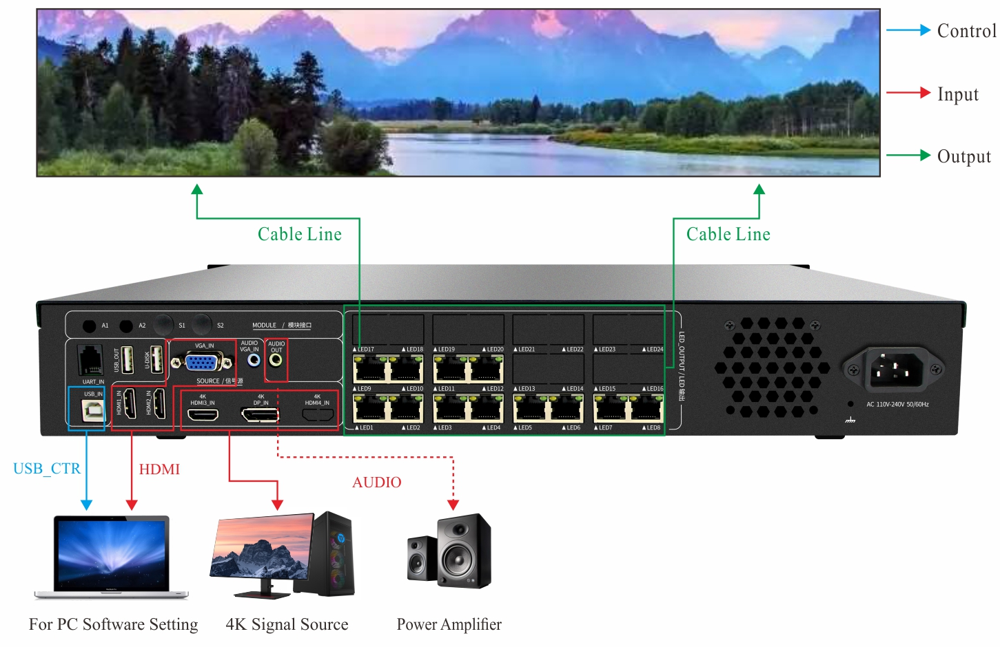 Control
Input
Output
Cable Line
Cable Line
A1
A2
S1
S2
MODULE / 模块接口
UART_IN
USB_OUT
U-DISK
VGA_IN
AUDIO
VGA_IN
AUDIO
OUT
SOURCE / 信号源
USB_IN
HDMI1_IN
HDMI2_IN
4K
HDMI3_IN
4K
DP_IN
4K
HDMI4_IN
▲LED17 ▲LED18 ▲LED19 ▲LED20 ▲LED21 ▲LED22 ▲LED23 ▲LED24
▲LED9 ▲LED10 ▲LED11 ▲LED12 ▲LED13 ▲LED14 ▲LED15 ▲LED16
▲LED1 ▲LED2 ▲LED3 ▲LED4 ▲LED5 ▲LED6 ▲LED7 ▲LED8
LED_OUTPUT / LED输出
AC 110V-240V 50/60Hz
USB_CTR
HDMI
AUDIO
For PC Software Setting
4K Signal Source
Power Amplifier